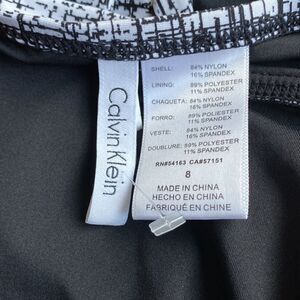 Calvin Klein
SHELL: 84% NYLON
16% SPANDEX
LINING: 89% POLYESTER
11% SPANDEX
CHAQUETA: 84% NYLON
16% SPANDEX
FORRO: 89% POLIESTER
11% SPANDEX
VESTE: 84% NYLON
16% SPANDEX
DOUBLURE: 89% POLYESTER
11% SPANDEX
RN#54163 CA#57151
8
MADE IN CHINA
HECHO EN CHINA
FABRIQUÉ EN CHINE